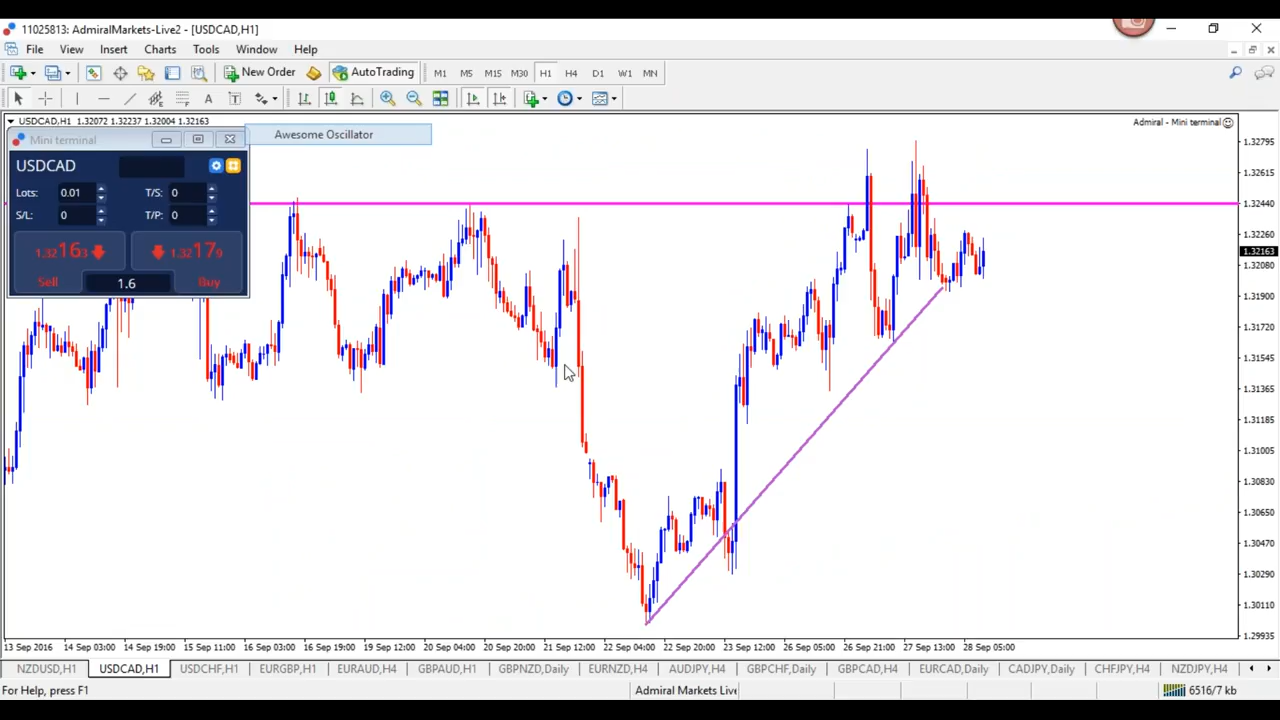 11025813: AdmiralMarkets-Live2 - [USDCAD,H1]
File View Insert Charts Tools Window Help
New Order AutoTrading M1 M5 M15 M30 H1 H4 D1 W1 MN
A T
USDCAD,H1 1.32072 1.32237 1.32004 1.32163
Admiral - Mini terminal
Mini terminal
Awesome Oscillator
USDCAD
Lots: 0.01 T/S: 0
S/L: 0 T/P: 0
1.32163 1.32179
Sell 1.6 Buy
1.32795
1.32615
1.32440
1.32260
1.32163
1.32080
1.31900
1.31720
1.31545
1.31365
1.31185
1.31005
1.30830
1.30650
1.30470
1.30290
1.30110
1.29935
13 Sep 2016 14 Sep 03:00 14 Sep 19:00 16 Sep 03:00 16 Sep 19:00 19 Sep 12:00 20 Sep 04:00 20 Sep 20:00 21 Sep 12:00 22 Sep 04:00 22 Sep 20:00 23 Sep 12:00 26 Sep 05:00 26 Sep 21:00 27 Sep 13:00 28 Sep 05:00
NZDUSD,H1 USDCAD,H1 USDCHF,H1 EURGBP,H1 EURAUD,H4 GBPAUD,H1 GBPNZD,Daily EURNZD,H4 AUDJPY,H4 GBPCHF,Daily GBPCAD,H4 EURCAD,Daily CADJPY,Daily CHFJPY,H4 NZDJPY,H4
For Help, press F1 Admiral Markets Live 6516/7 kb